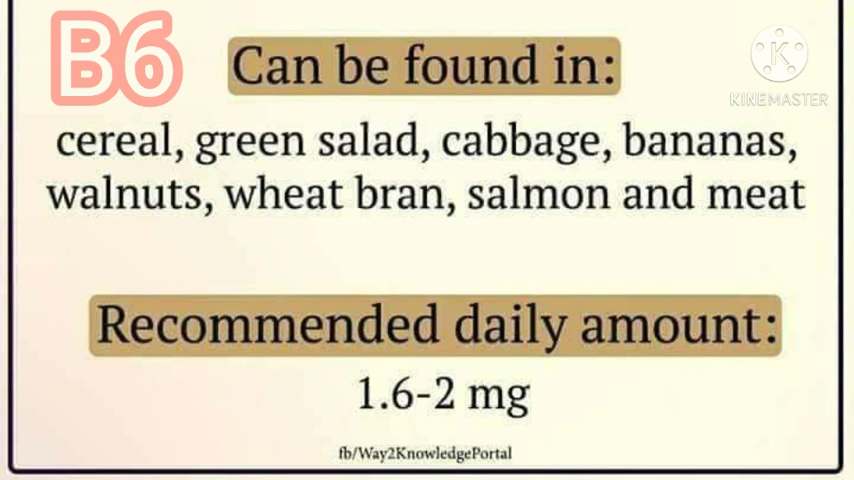 B6
Can be found in:
KINEMASTER
cereal, green salad, cabbage, bananas,
walnuts, wheat bran, salmon and meat
Recommended daily amount:
1.6-2 mg
fb/Way2KnowledgePortal